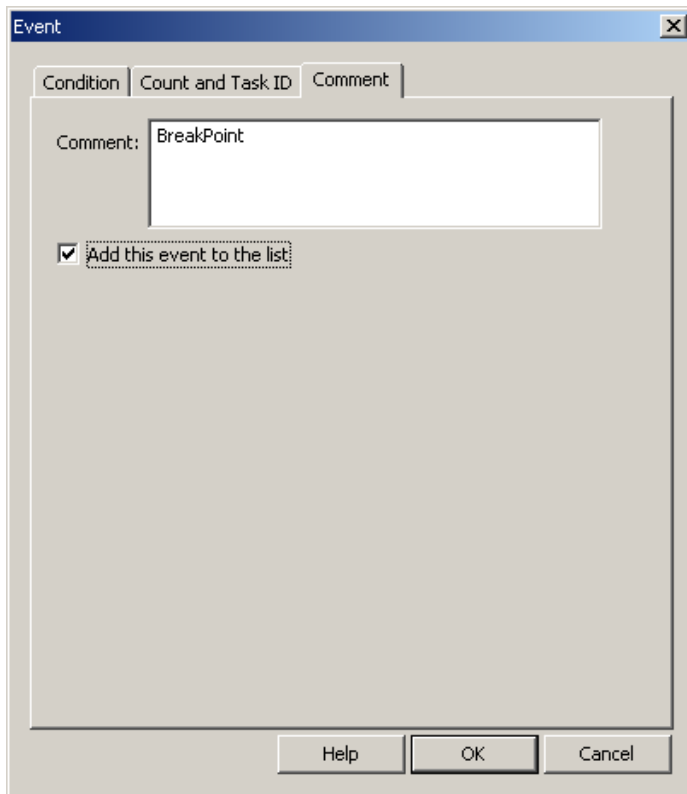 Event
Condition Count and Task ID Comment
Comment: BreakPoint
Add this event to the list
Help OK Cancel